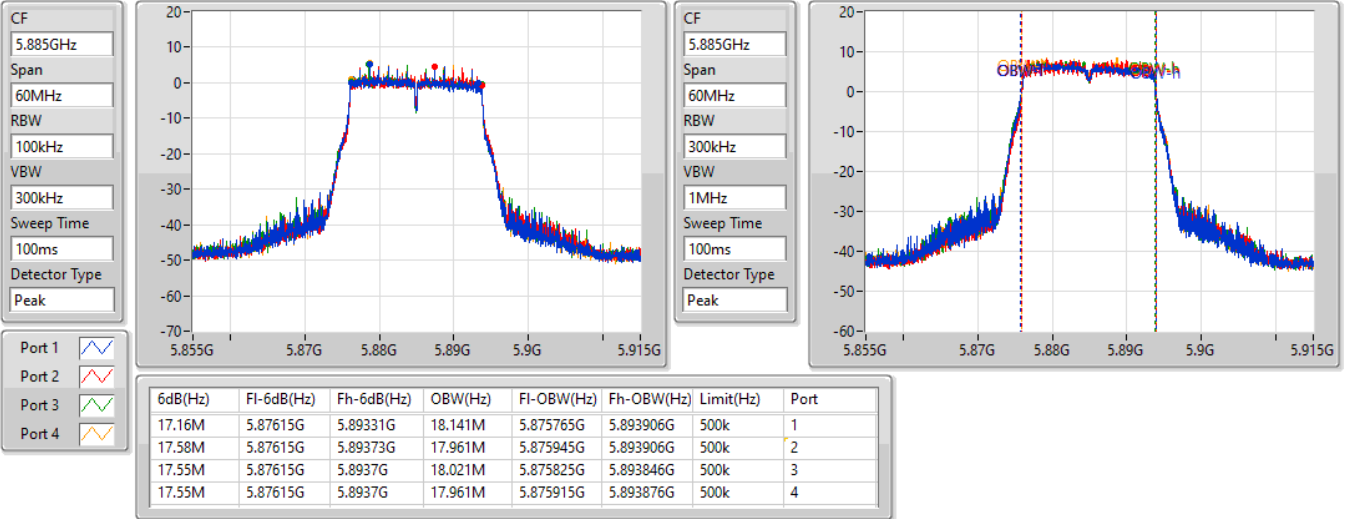 CF
5.885GHz
Span
60MHz
RBW
100kHz
VBW
300kHz
Sweep Time
100ms
Detector Type
Peak
20
10
0
-10
-20
-30
-40
-50
-60
-70
5.855G 5.87G 5.88G 5.89G 5.9G 5.915G
CF
5.885GHz
Span
60MHz
RBW
300kHz
VBW
1MHz
Sweep Time
100ms
Detector Type
Peak
20
10
0
-10
-20
-30
-40
-50
-60
OBW-h
5.855G 5.87G 5.88G 5.89G 5.9G 5.915G
Port 1
Port 2
Port 3
Port 4
6dB(Hz) Fl-6dB(Hz) Fh-6dB(Hz) OBW(Hz) Fl-OBW(Hz) Fh-OBW(Hz) Limit(Hz) Port
17.16M 5.87615G 5.89331G 18.141M 5.875765G 5.893906G 500k 1
17.58M 5.87615G 5.89373G 17.961M 5.875945G 5.893906G 500k 2
17.55M 5.87615G 5.8937G 18.021M 5.875825G 5.893846G 500k 3
17.55M 5.87615G 5.8937G 17.961M 5.875915G 5.893876G 500k 4